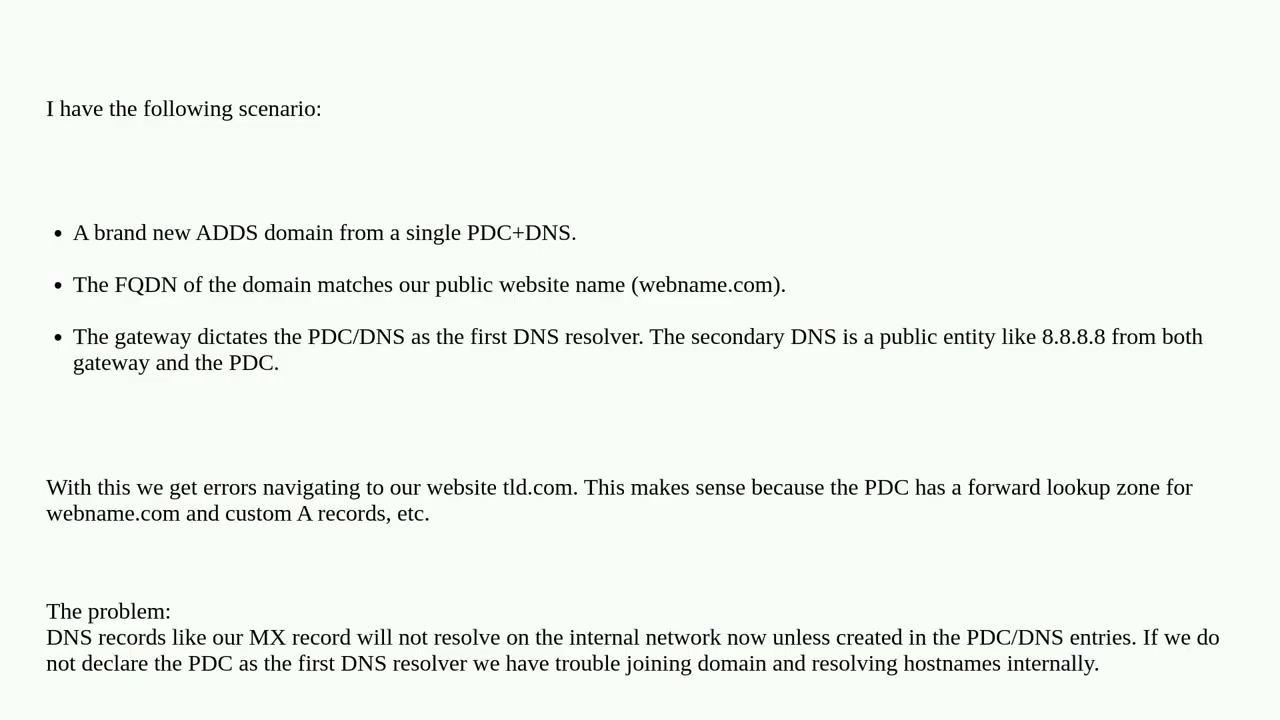 I have the following scenario:
• A brand new ADDS domain from a single PDC+DNS.
• The FQDN of the domain matches our public website name (webname.com).
• The gateway dictates the PDC/DNS as the first DNS resolver. The secondary DNS is a public entity like 8.8.8.8 from both
gateway and the PDC.
With this we get errors navigating to our website tld.com. This makes sense because the PDC has a forward lookup zone for
webname.com and custom A records, etc.
The problem:
DNS records like our MX record will not resolve on the internal network now unless created in the PDC/DNS entries. If we do
not declare the PDC as the first DNS resolver we have trouble joining domain and resolving hostnames internally.